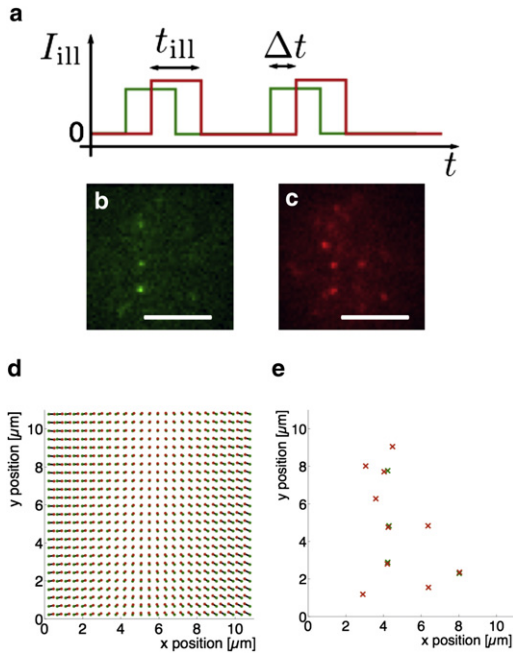 a
I_ill
t_ill
Δt
0
t
b
c
d
e
y position [μm]
10
8
6
4
2
0
0 2 4 6 8 10
x position [μm]
y position [μm]
10
8
6
4
2
0
0 2 4 6 8 10
x position [μm]